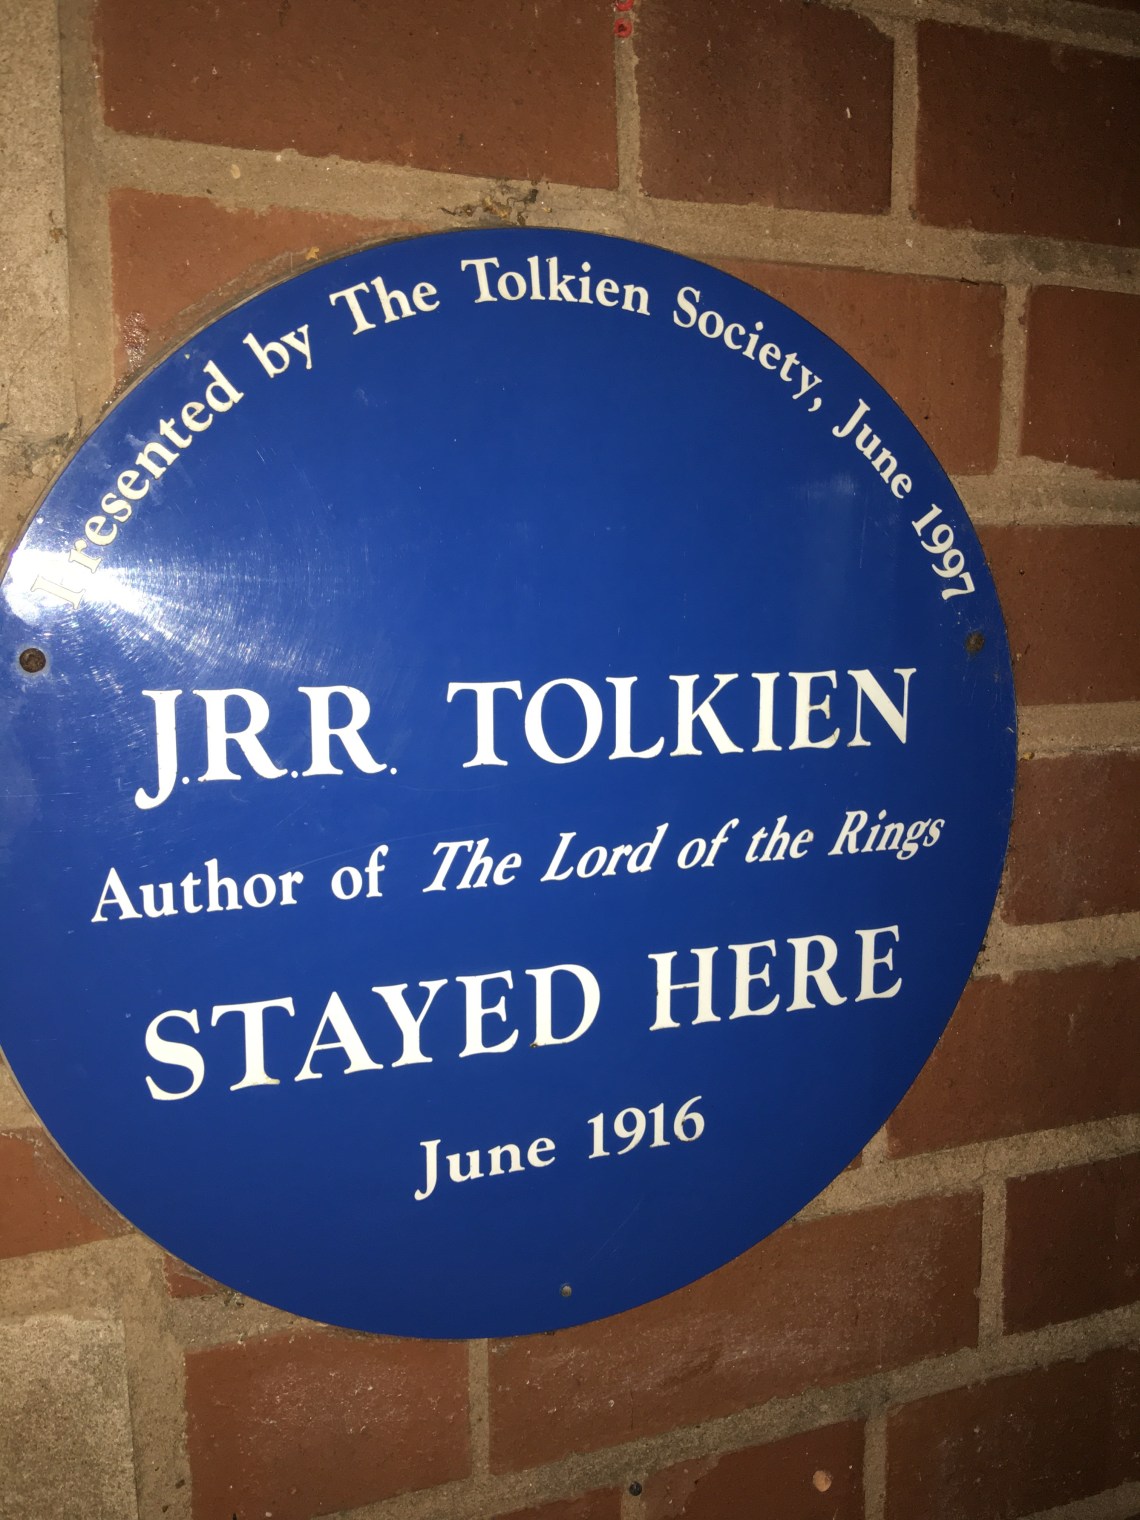 Presented by The Tolkien Society, June 1997
J.R.R. TOLKIEN
Author of The Lord of the Rings
STAYED HERE
June 1916